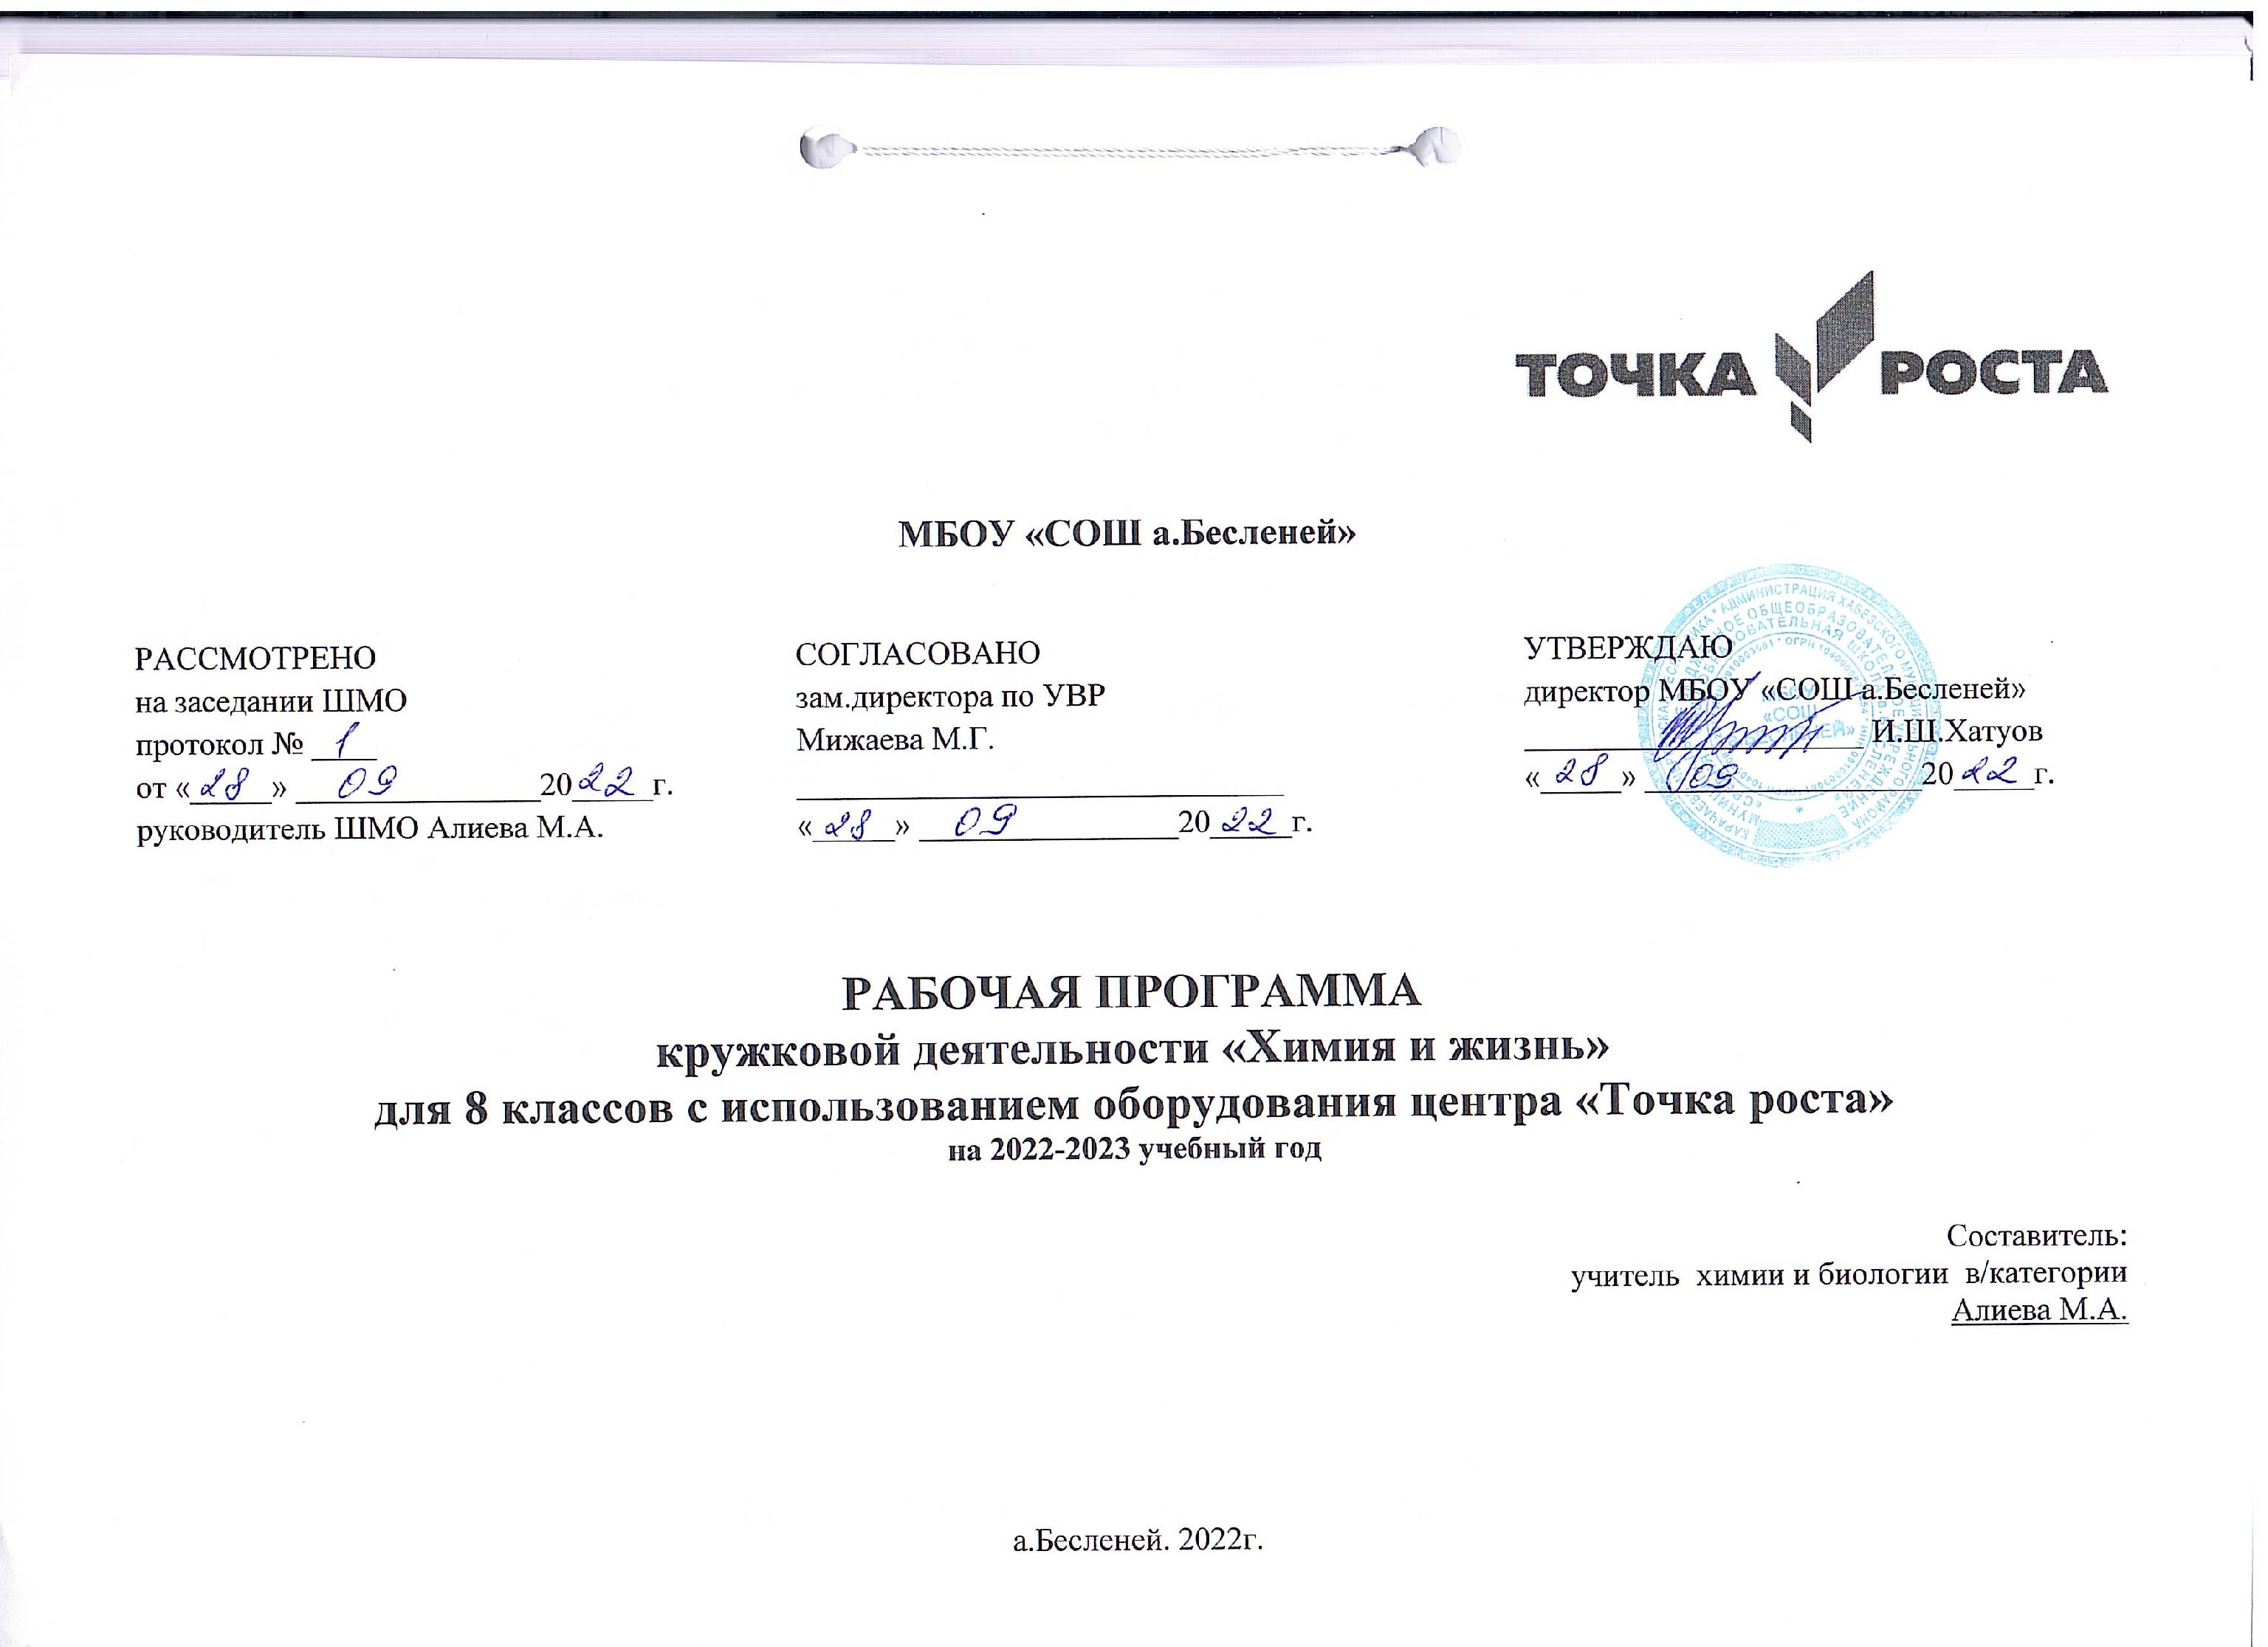 ТОЧКА РОСТА
МБОУ «СОШ а.Бесленей»
РАССМОТРЕНО
на заседании ШМО
протокол № 1
от «28» 09 2022г.
руководитель ШМО Алиева М.А.
СОГЛАСОВАНО
зам.директора по УВР
Мижаева М.Г.
«28» 09 2022г.
УТВЕРЖДАЮ
директор МБОУ «СОШ а.Бесленей»
И.Ш.Хатуов
«28» 09 2022г.
РАБОЧАЯ ПРОГРАММА
кружковой деятельности «Химия и жизнь»
для 8 классов с использованием оборудования центра «Точка роста»
на 2022-2023 учебный год
Составитель:
учитель химии и биологии в/категории
Алиева М.А.
а.Бесленей. 2022г.